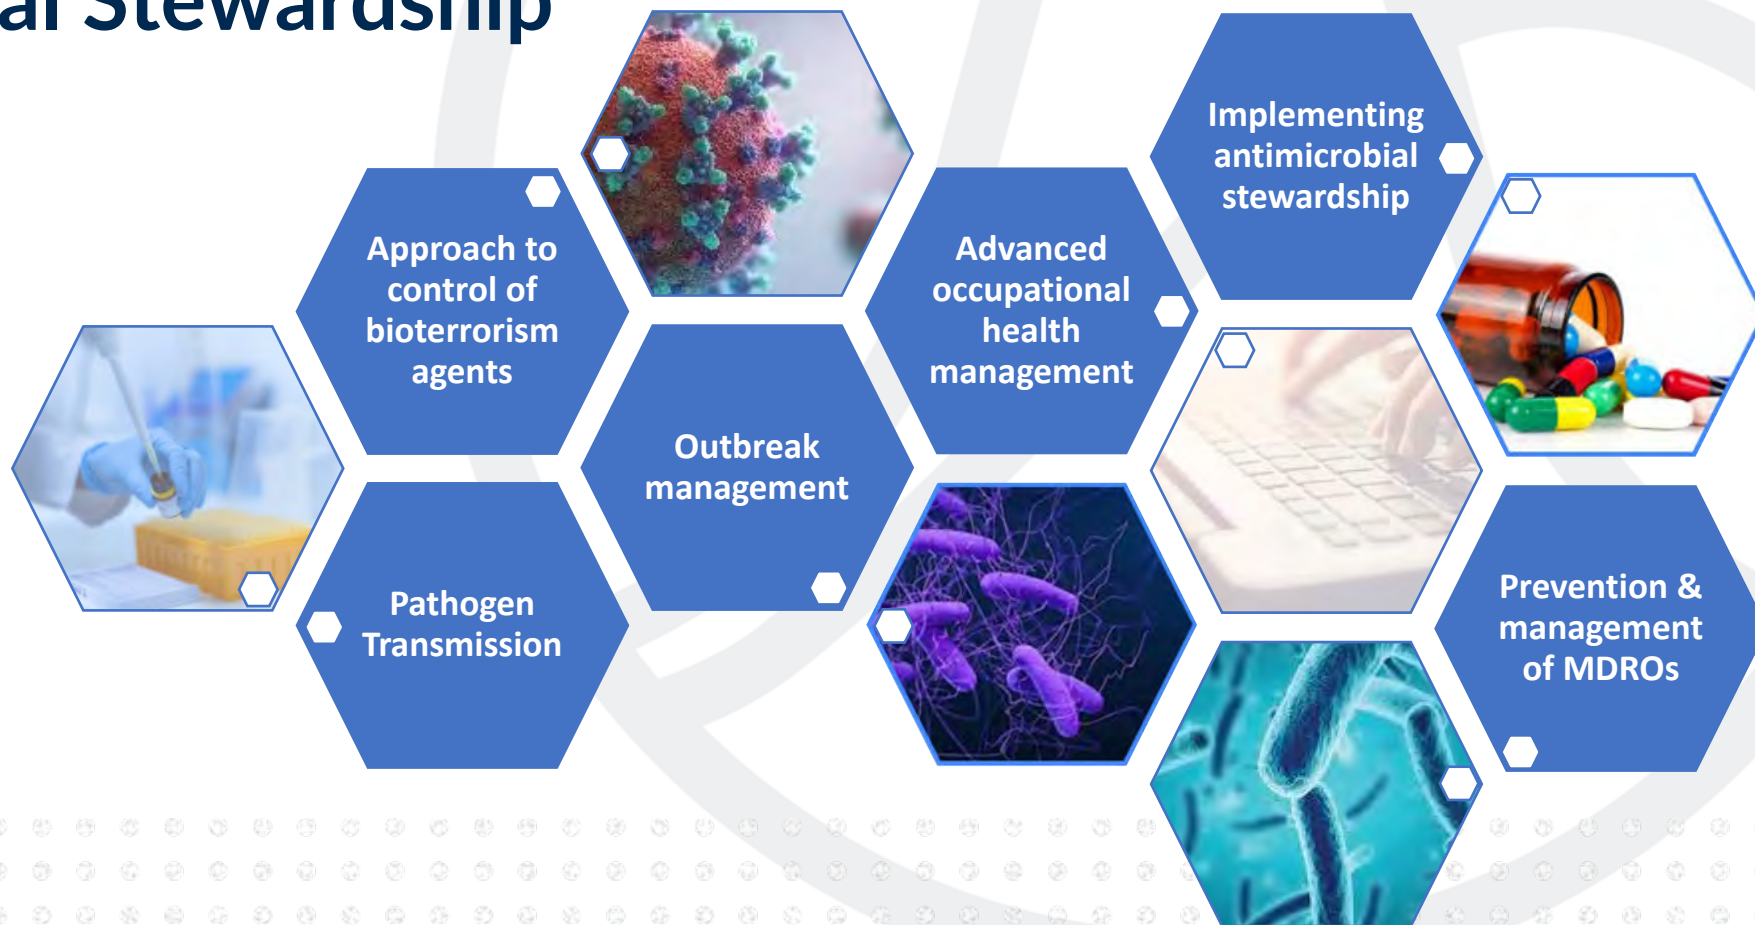 al Stewardship
Implementing
antimicrobial
stewardship
Approach to
control of
bioterrorism
agents
Advanced
occupational
health
management
Outbreak
management
Pathogen
Transmission
Prevention &
management
of MDROs